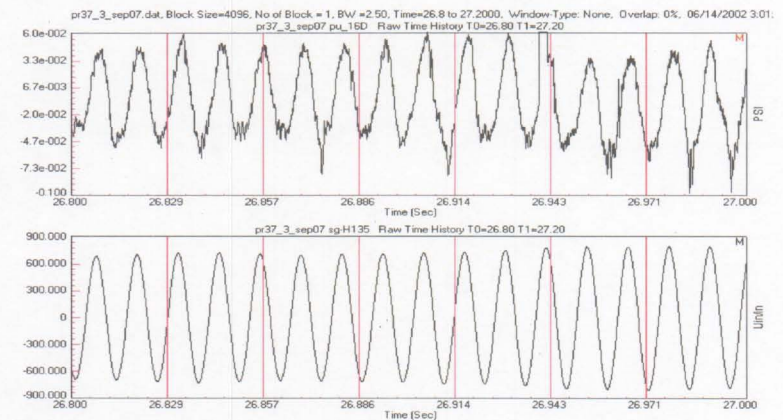 pr37_3_sep07.dat, Block Size=4096, No of Block = 1, BW =2.50, Time=26.8 to 27.2000, Window-Type: None, Overlap: 0%, 06/14/2002 3:01:
pr37_3_sep07 pu_16D Raw Time History T0=26.80 T1=27.20
6.0e-002
M
3.3e-002
6.7e-003
-2.0e-002
PSI
-4.7e-002
-7.3e-002
-0.100
26.800 26.829 26.857 26.886 26.914 26.943 26.971 27.000
Time (Sec)
pr37_3_sep07 sg-H135 Raw Time History T0=26.80 T1=27.20
900.000
M
600.000
300.000
0
Uin/in
-300.000
-600.000
-900.000
26.800 26.829 26.857 26.886 26.914 26.943 26.971 27.000
Time (Sec)